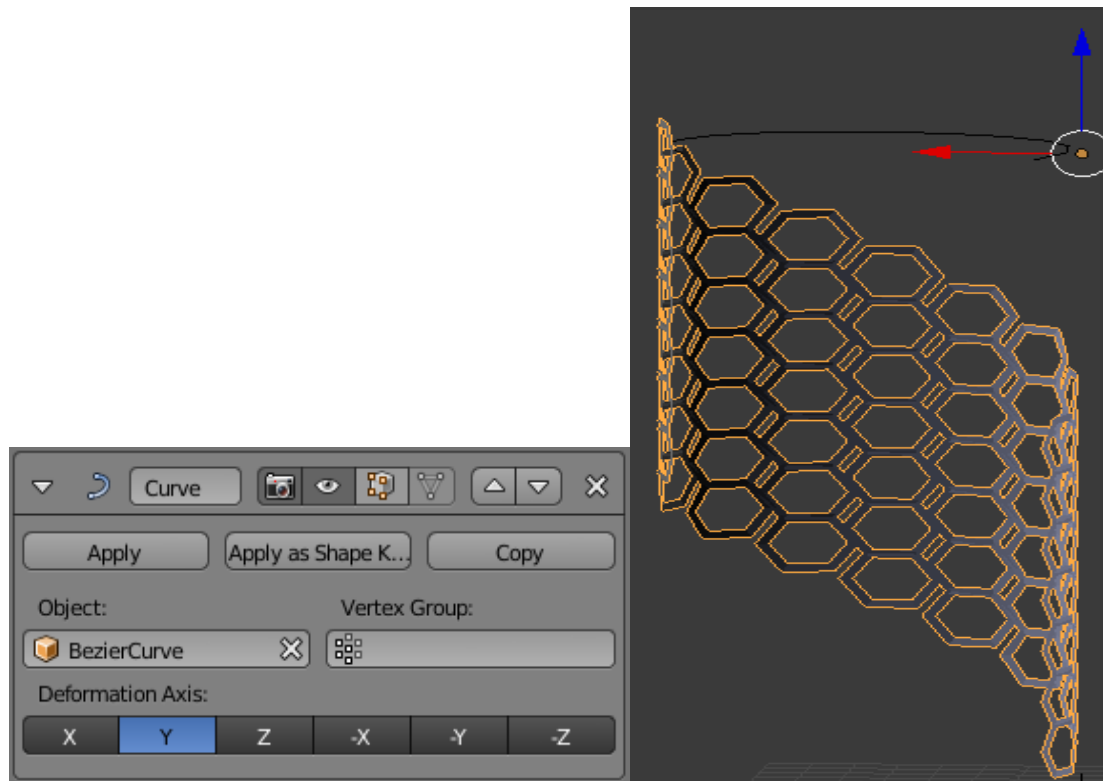 Curve
Apply
Apply as Shape K...
Copy
Object:
Vertex Group:
BezierCurve
Deformation Axis:
X
Y
Z
-X
-Y
-Z